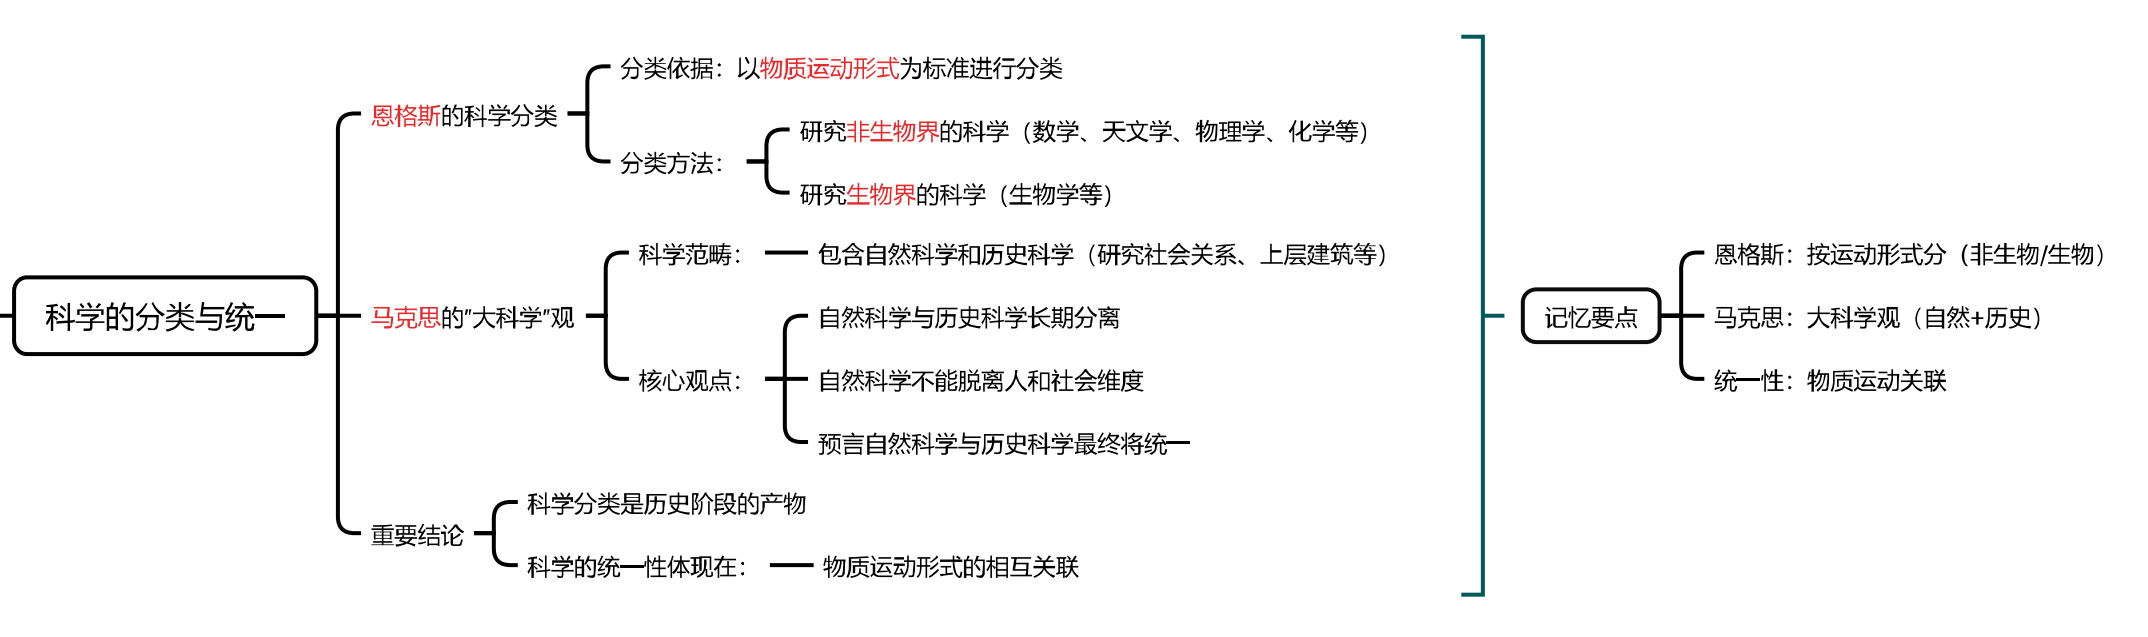 科学的分类与统一
恩格斯的科学分类
分类依据：以物质运动形式为标准进行分类
分类方法：
研究非生物界的科学（数学、天文学、物理学、化学等）
研究生物界的科学（生物学等）
马克思的"大科学"观
科学范畴：
包含自然科学和历史科学（研究社会关系、上层建筑等）
核心观点：
自然科学与历史科学长期分离
自然科学不能脱离人和社会维度
预言自然科学与历史科学最终将统一
重要结论
科学分类是历史阶段的产物
科学的统一性体现在：
物质运动形式的相互关联
记忆要点
恩格斯：按运动形式分（非生物/生物）
马克思：大科学观（自然+历史）
统一性：物质运动关联